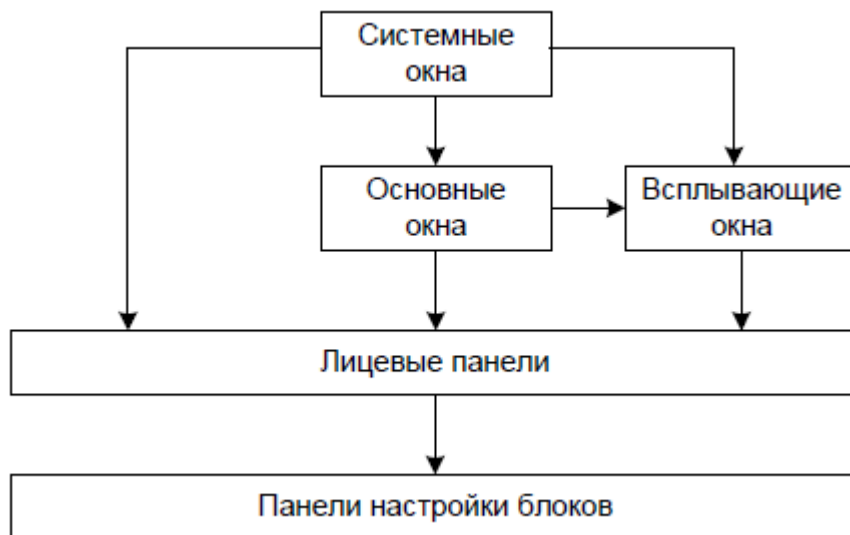 Системные
окна
Основные
окна
Всплывающие
окна
Лицевые панели
Панели настройки блоков